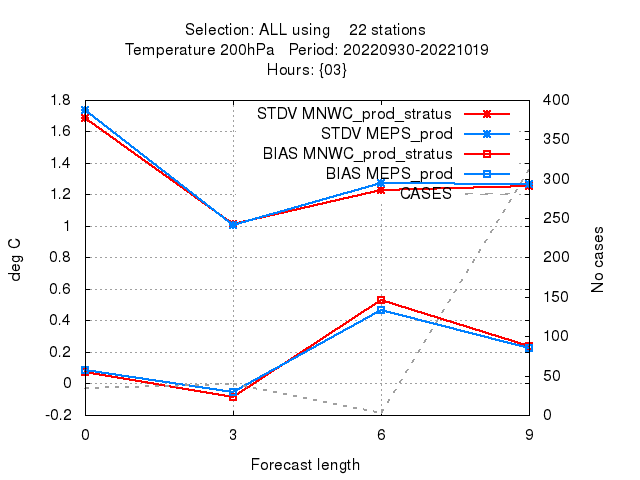 Selection: ALL using    22 stations
Temperature 200hPa   Period: 20220930-20221019
Hours: {03}
STDV MNWC_prod_stratus
STDV MEPS_prod
BIAS MNWC_prod_stratus
BIAS MEPS_prod
CASES
1.8
1.6
1.4
1.2
1
0.8
0.6
0.4
0.2
0
-0.2
deg C
400
350
300
250
200
150
100
50
0
No cases
0 3 6 9
Forecast length